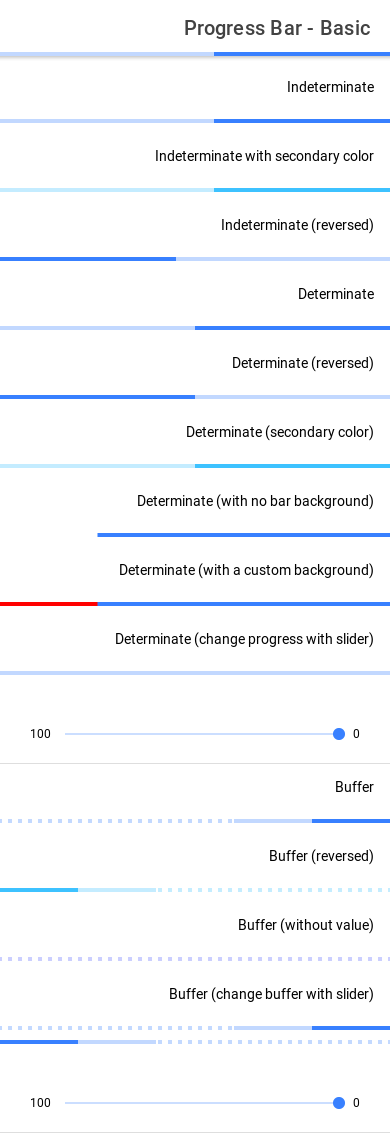 Progress Bar - Basic
Indeterminate
Indeterminate with secondary color
Indeterminate (reversed)
Determinate
Determinate (reversed)
Determinate (secondary color)
Determinate (with no bar background)
Determinate (with a custom background)
Determinate (change progress with slider)
100 0
Buffer
Buffer (reversed)
Buffer (without value)
Buffer (change buffer with slider)
100 0